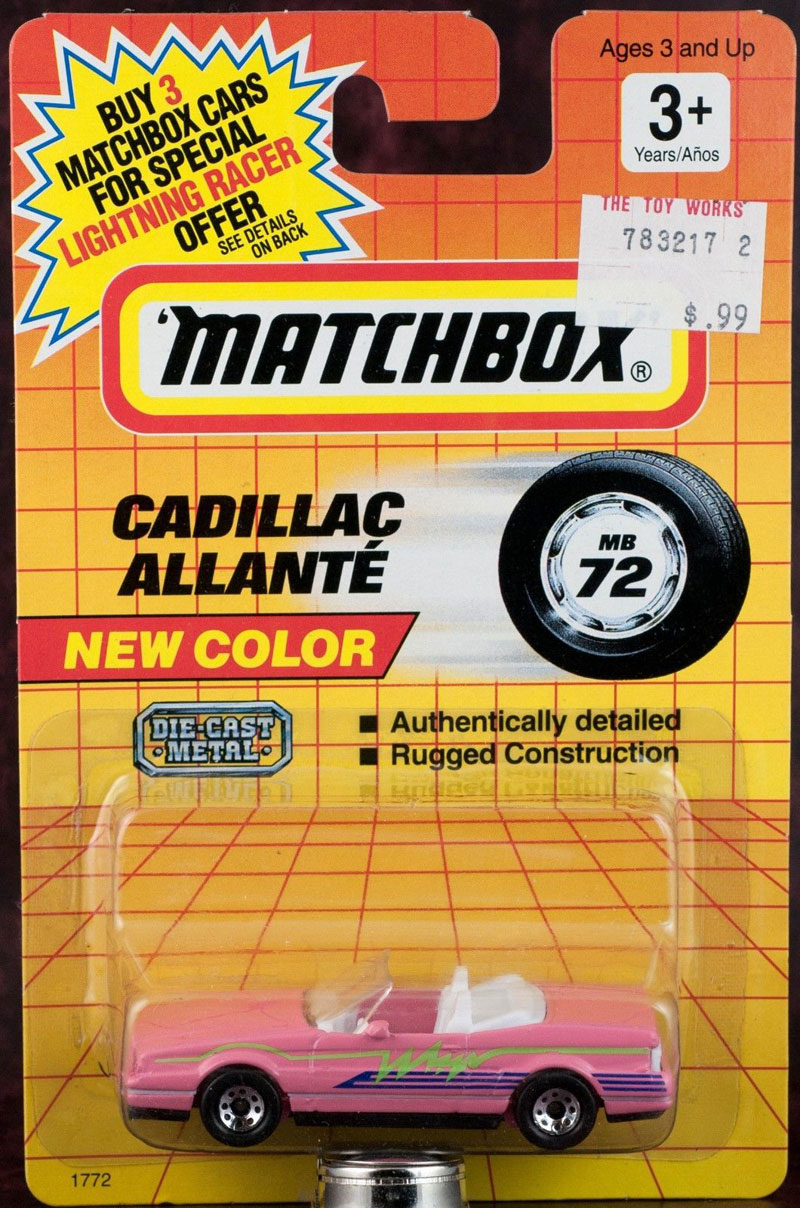 BUY 3
MATCHBOX CARS
FOR SPECIAL
LIGHTNING RACER
OFFER
SEE DETAILS
ON BACK
Ages 3 and Up
3+
Years/Años
THE TOY WORKS
783217 2
$.99
'MATCHBOX®
CADILLAC
ALLANTÉ
MB
72
NEW COLOR
DIE-CAST
METAL
■ Authentically detailed
■ Rugged Construction
1772